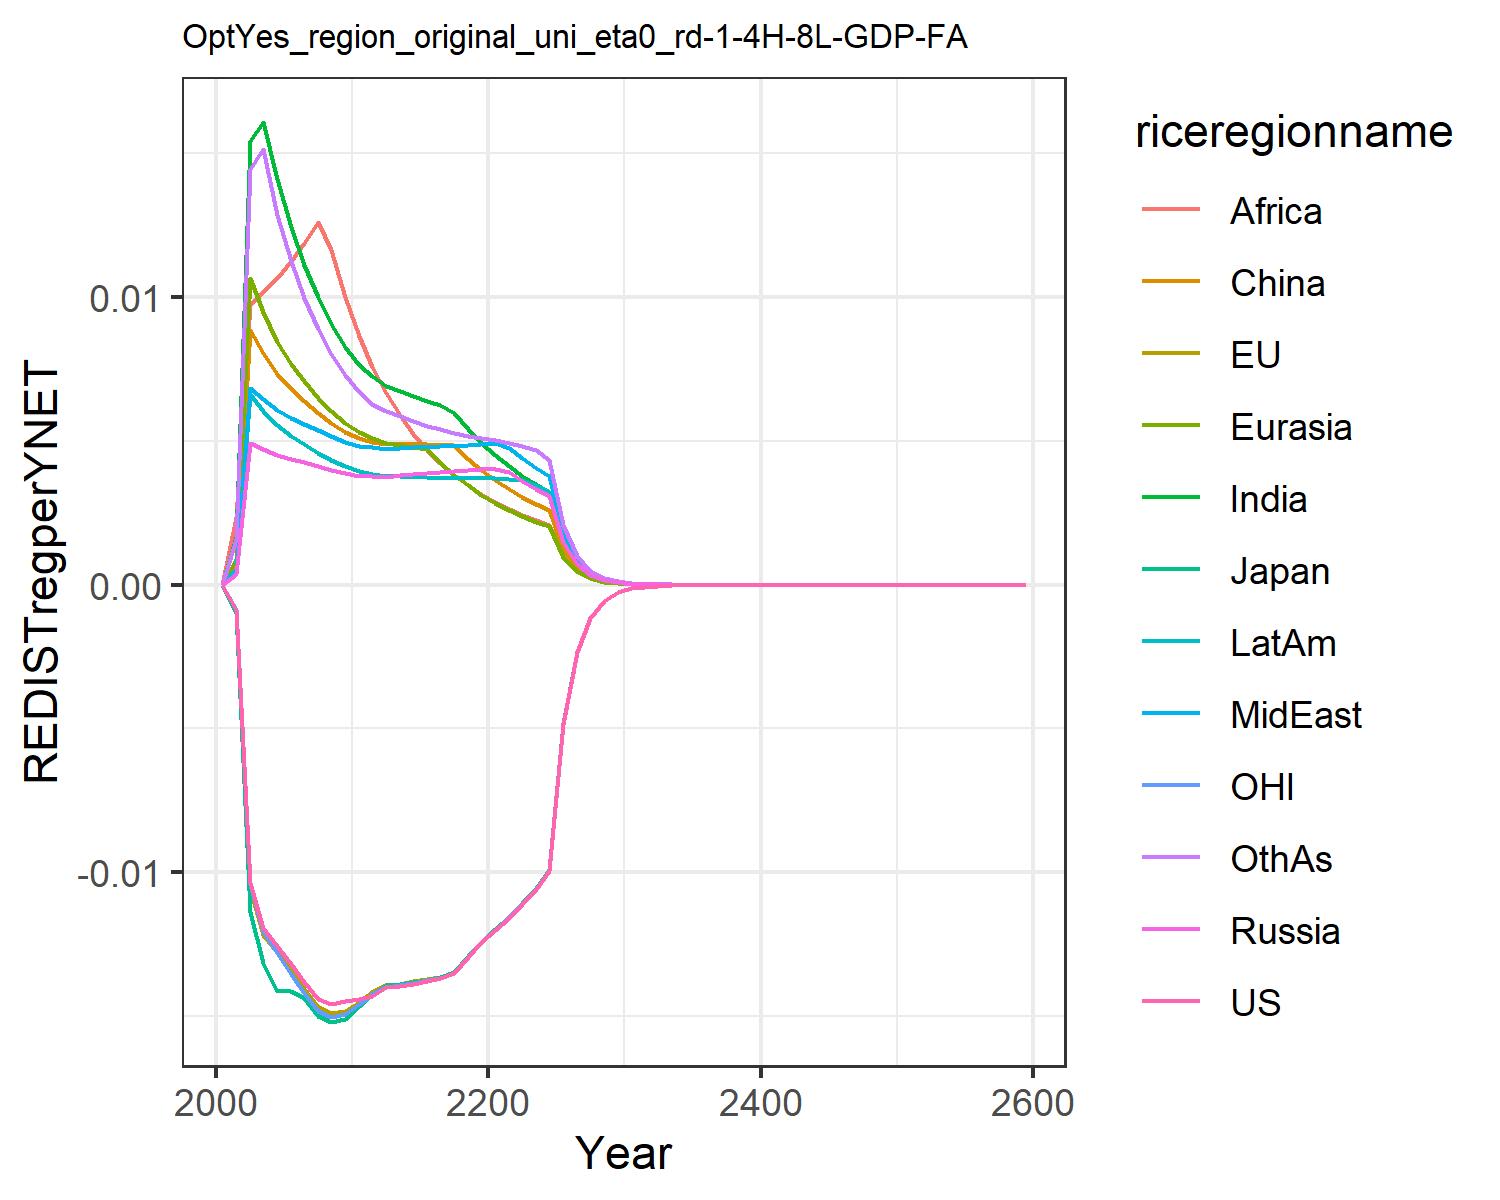 OptYes_region_original_uni_eta0_rd-1-4H-8L-GDP-FA
REDISTregperYNET
0.01
0.00
-0.01
2000
2200
2400
2600
Year
riceregionname
Africa
China
EU
Eurasia
India
Japan
LatAm
MidEast
OHI
OthAs
Russia
US